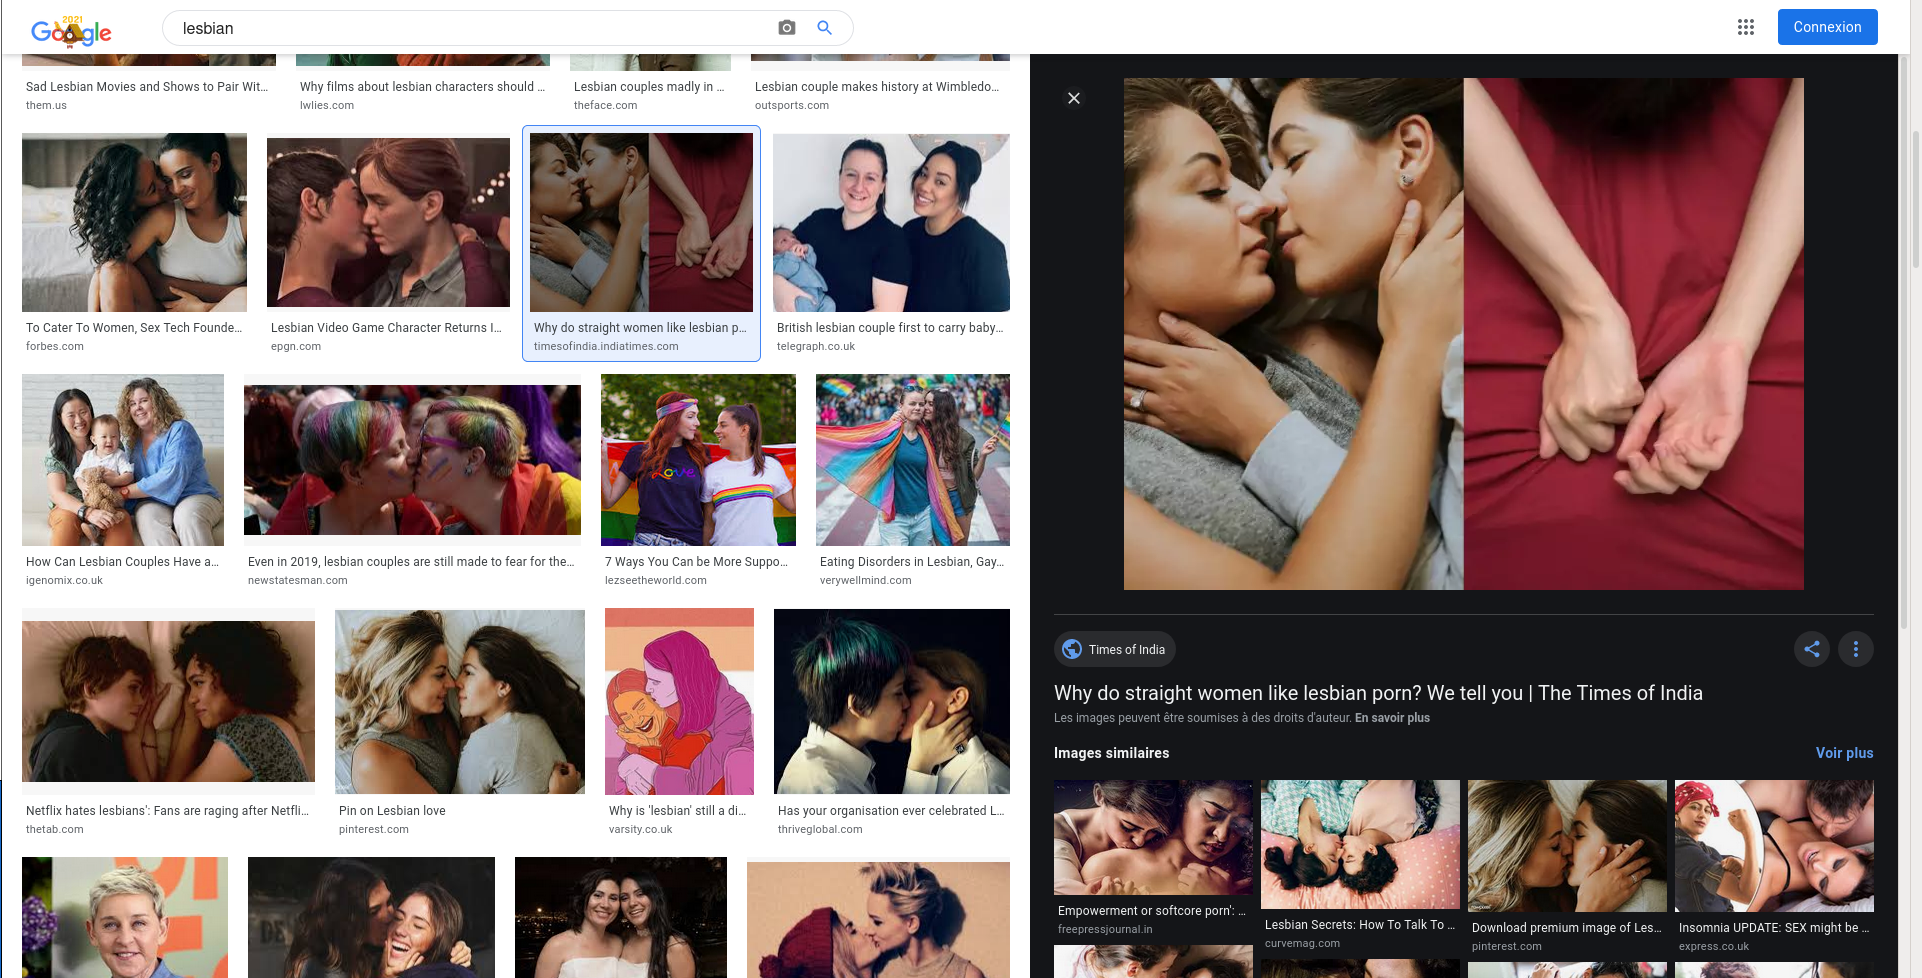 2021
Google
lesbian
Connexion
Sad Lesbian Movies and Shows to Pair Wit...
them.us
Why films about lesbian characters should ...
lwlies.com
Lesbian couples madly in ...
theface.com
Lesbian couple makes history at Wimbledo...
outsports.com
To Cater To Women, Sex Tech Founde...
forbes.com
Lesbian Video Game Character Returns I...
epgn.com
Why do straight women like lesbian p...
timesofindia.indiatimes.com
British lesbian couple first to carry baby...
telegraph.co.uk
Love
How Can Lesbian Couples Have a...
igenomix.co.uk
Even in 2019, lesbian couples are still made to fear for the...
newstatesman.com
7 Ways You Can be More Suppo...
lezseetheworld.com
Eating Disorders in Lesbian, Gay...
verywellmind.com
Netflix hates lesbians': Fans are raging after Netfli...
thetab.com
Pin on Lesbian love
pinterest.com
Why is 'lesbian' still a di...
varsity.co.uk
Has your organisation ever celebrated L...
thriveglobal.com
Times of India
Why do straight women like lesbian porn? We tell you | The Times of India
Les images peuvent être soumises à des droits d'auteur. En savoir plus
Images similaires
Voir plus
Empowerment or softcore porn': ...
freepressjournal.in
Lesbian Secrets: How To Talk To ...
curvemag.com
Download premium image of Les...
pinterest.com
Insomnia UPDATE: SEX might be ...
express.co.uk